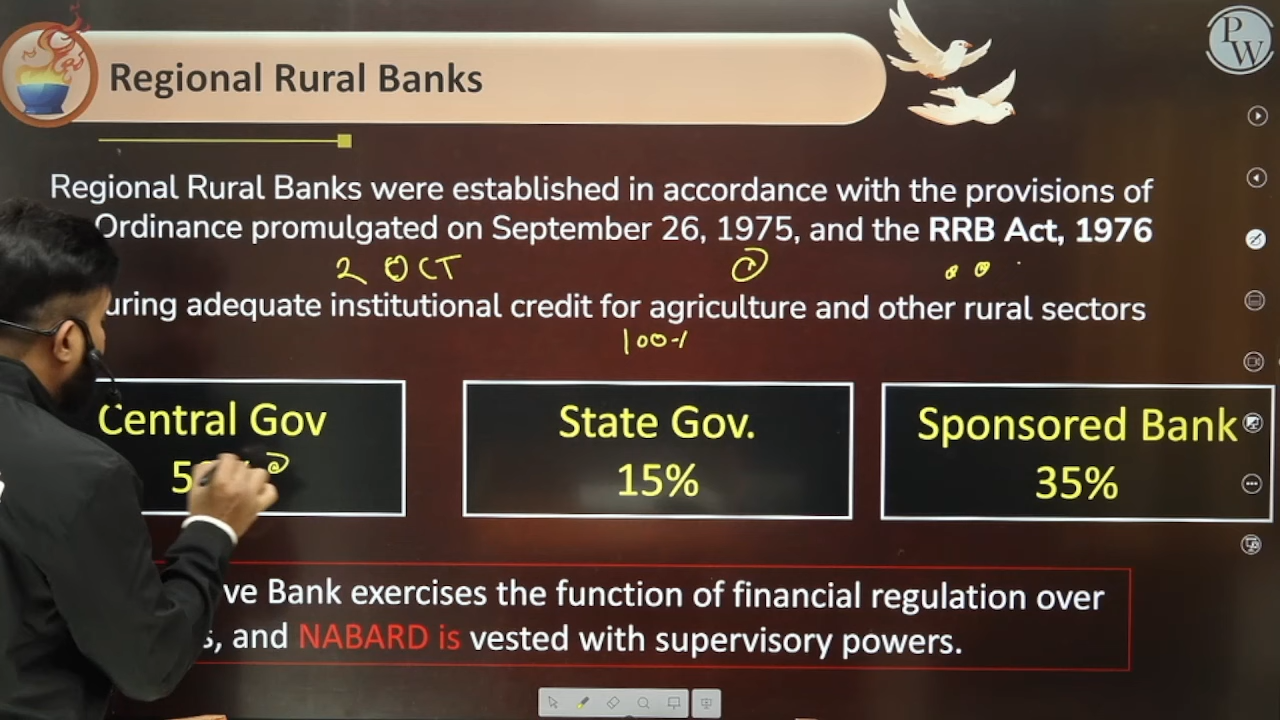 Regional Rural Banks
P
W
Regional Rural Banks were established in accordance with the provisions of
Ordinance promulgated on September 26, 1975, and the RRB Act, 1976
2 OCT
uring adequate institutional credit for agriculture and other rural sectors
100%
Central Gov
State Gov.
15%
Sponsored Bank
35%
ve Bank exercises the function of financial regulation over
s, and NABARD is vested with supervisory powers.